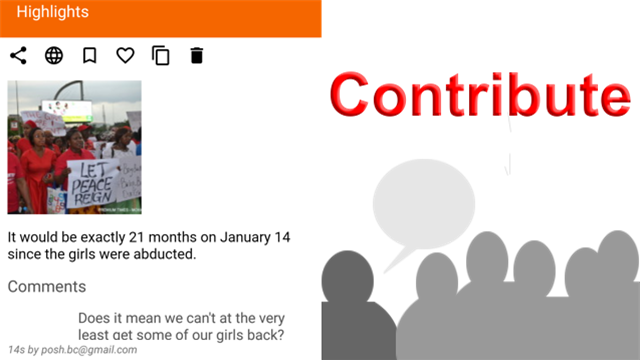 Highlights
LET
PEACE
REIGN
It would be exactly 21 months on January 14
since the girls were abducted.
Comments
Does it mean we can't at the very
least get some of our girls back?
14s by posh.bc@gmail.com
Contribute